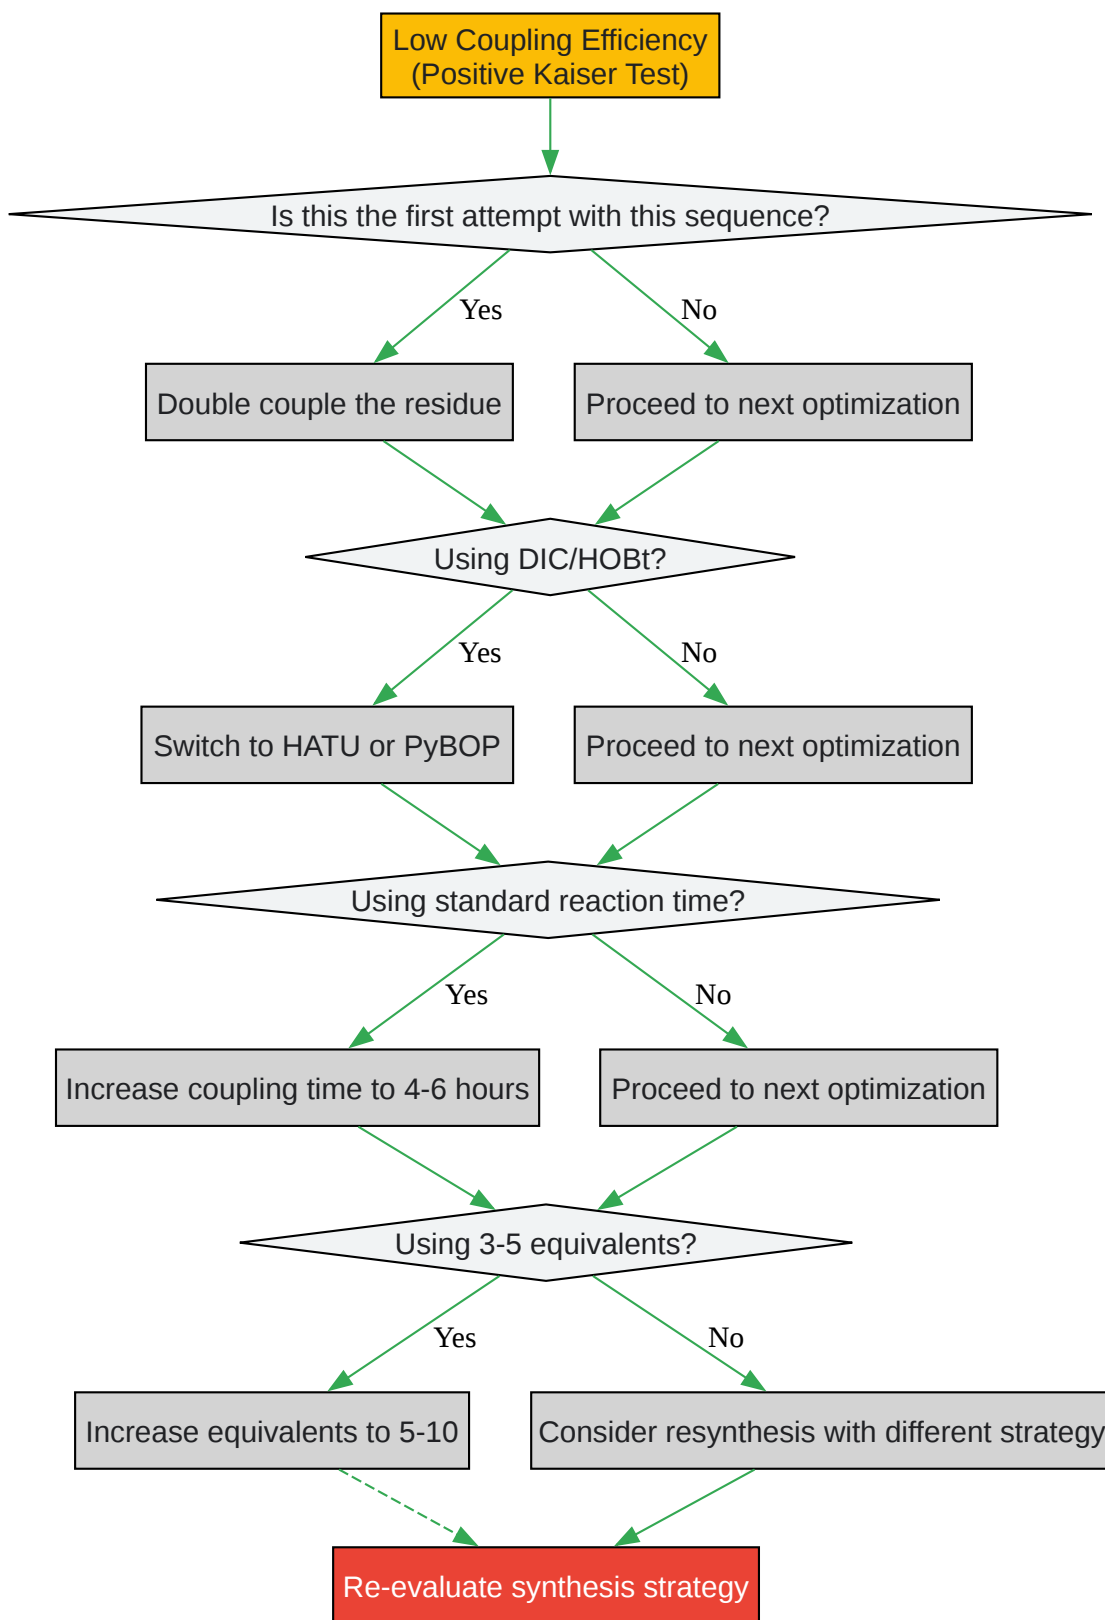 Low Coupling Efficiency
(Positive Kaiser Test)
Is this the first attempt with this sequence?
Yes
No
Double couple the residue
Proceed to next optimization
Using DIC/HOBt?
Yes
No
Switch to HATU or PyBOP
Proceed to next optimization
Using standard reaction time?
Yes
No
Increase coupling time to 4-6 hours
Proceed to next optimization
Using 3-5 equivalents?
Yes
No
Increase equivalents to 5-10
Consider resynthesis with different strategy
Re-evaluate synthesis strategy